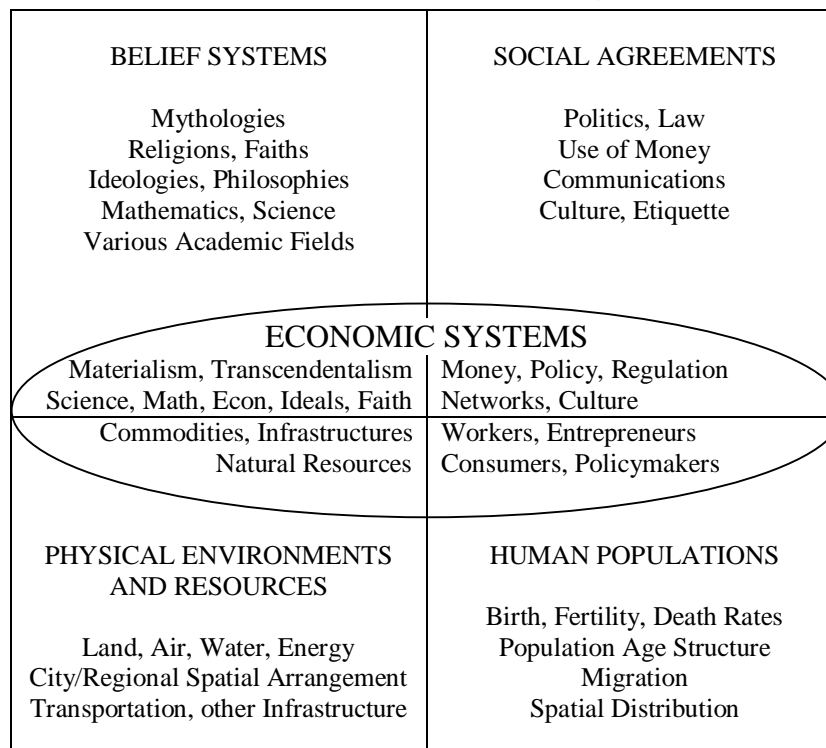 BELIEF SYSTEMS
Mythologies
Religions, Faiths
Ideologies, Philosophies
Mathematics, Science
Various Academic Fields
SOCIAL AGREEMENTS
Politics, Law
Use of Money
Communications
Culture, Etiquette
ECONOMIC SYSTEMS
Materialism, Transcendentalism
Science, Math, Econ, Ideals, Faith
Money, Policy, Regulation
Networks, Culture
Commodities, Infrastructures
Natural Resources
Workers, Entrepreneurs
Consumers, Policymakers
PHYSICAL ENVIRONMENTS
AND RESOURCES
Land, Air, Water, Energy
City/Regional Spatial Arrangement
Transportation, other Infrastructure
HUMAN POPULATIONS
Birth, Fertility, Death Rates
Population Age Structure
Migration
Spatial Distribution